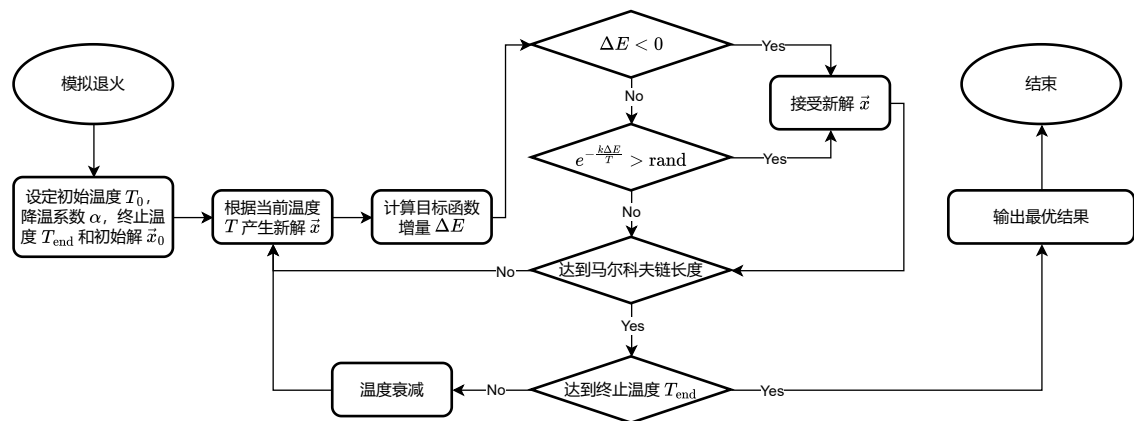 模拟退火
设定初始温度 T₀，
降温系数 α，终止温
度 T_end 和初始解 x⃗₀
根据当前温度
T 产生新解 x⃗
计算目标函数
增量 ΔE
ΔE < 0
Yes
No
e^{-\frac{kΔE}{T}} > rand
Yes
No
接受新解 x⃗
达到马尔科夫链长度
No
Yes
达到终止温度 T_end
No
Yes
温度衰减
输出最优结果
结束